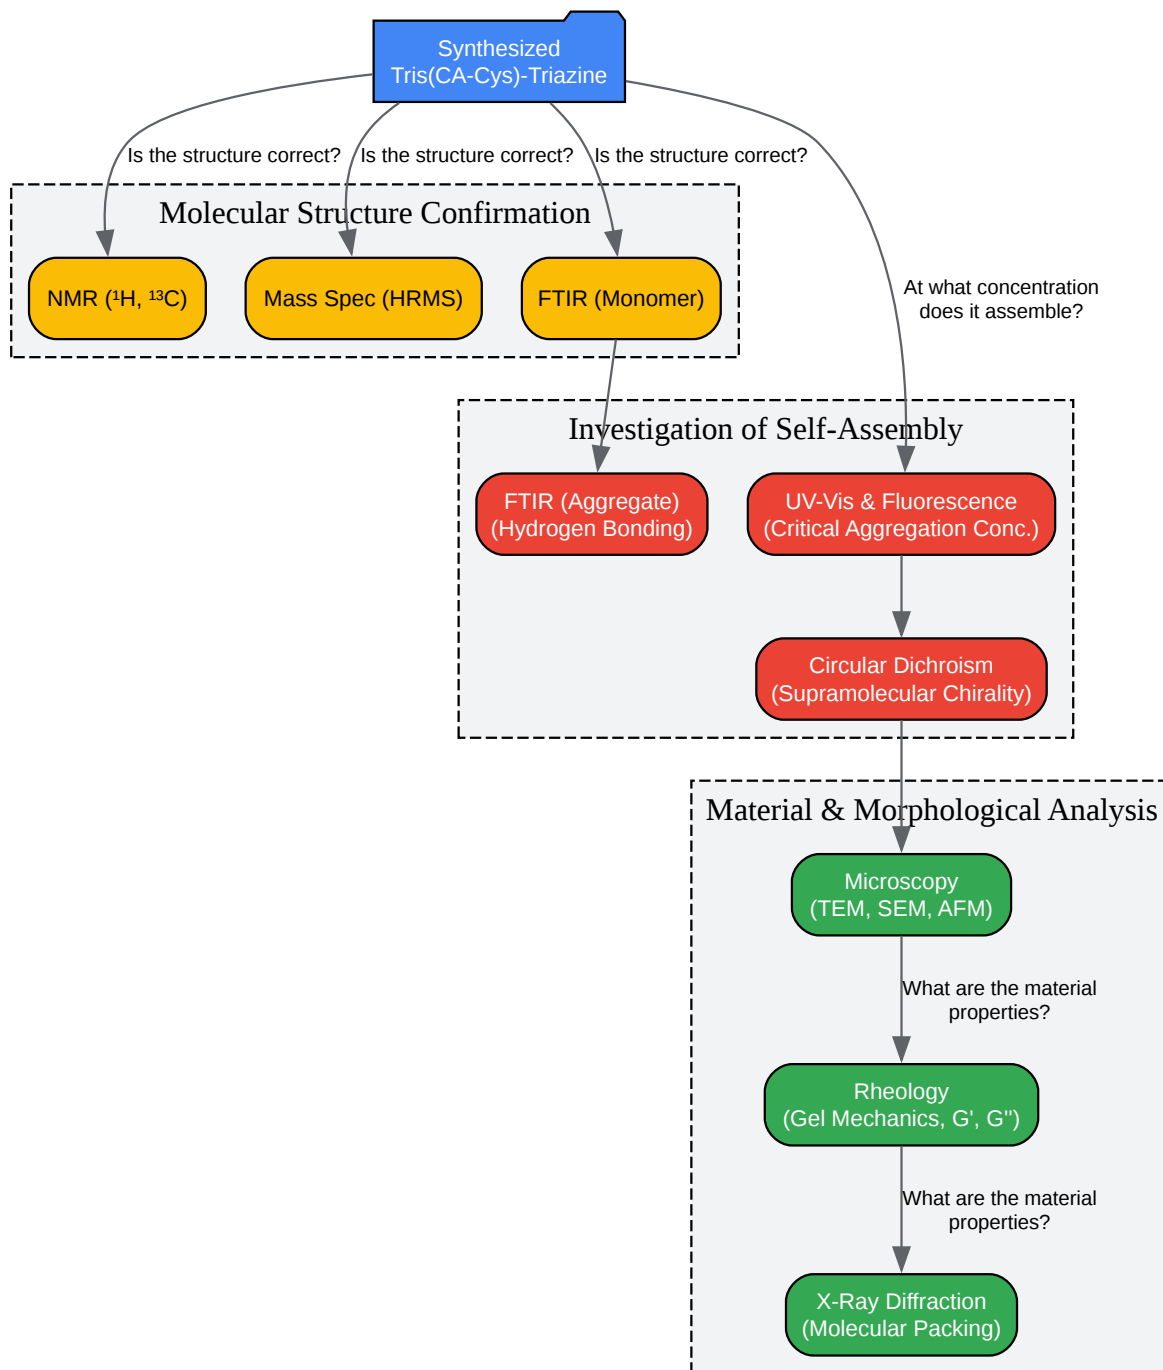 Synthesized
Tris(CA-Cys)-Triazine
Is the structure correct?
Is the structure correct?
Is the structure correct?
Molecular Structure Confirmation
NMR (¹H, ¹³C)
Mass Spec (HRMS)
FTIR (Monomer)
At what concentration
does it assemble?
Investigation of Self-Assembly
FTIR (Aggregate)
(Hydrogen Bonding)
UV-Vis & Fluorescence
(Critical Aggregation Conc.)
Circular Dichroism
(Supramolecular Chirality)
Material & Morphological Analysis
Microscopy
(TEM, SEM, AFM)
What are the material
properties?
Rheology
(Gel Mechanics, G', G'')
What are the material
properties?
X-Ray Diffraction
(Molecular Packing)